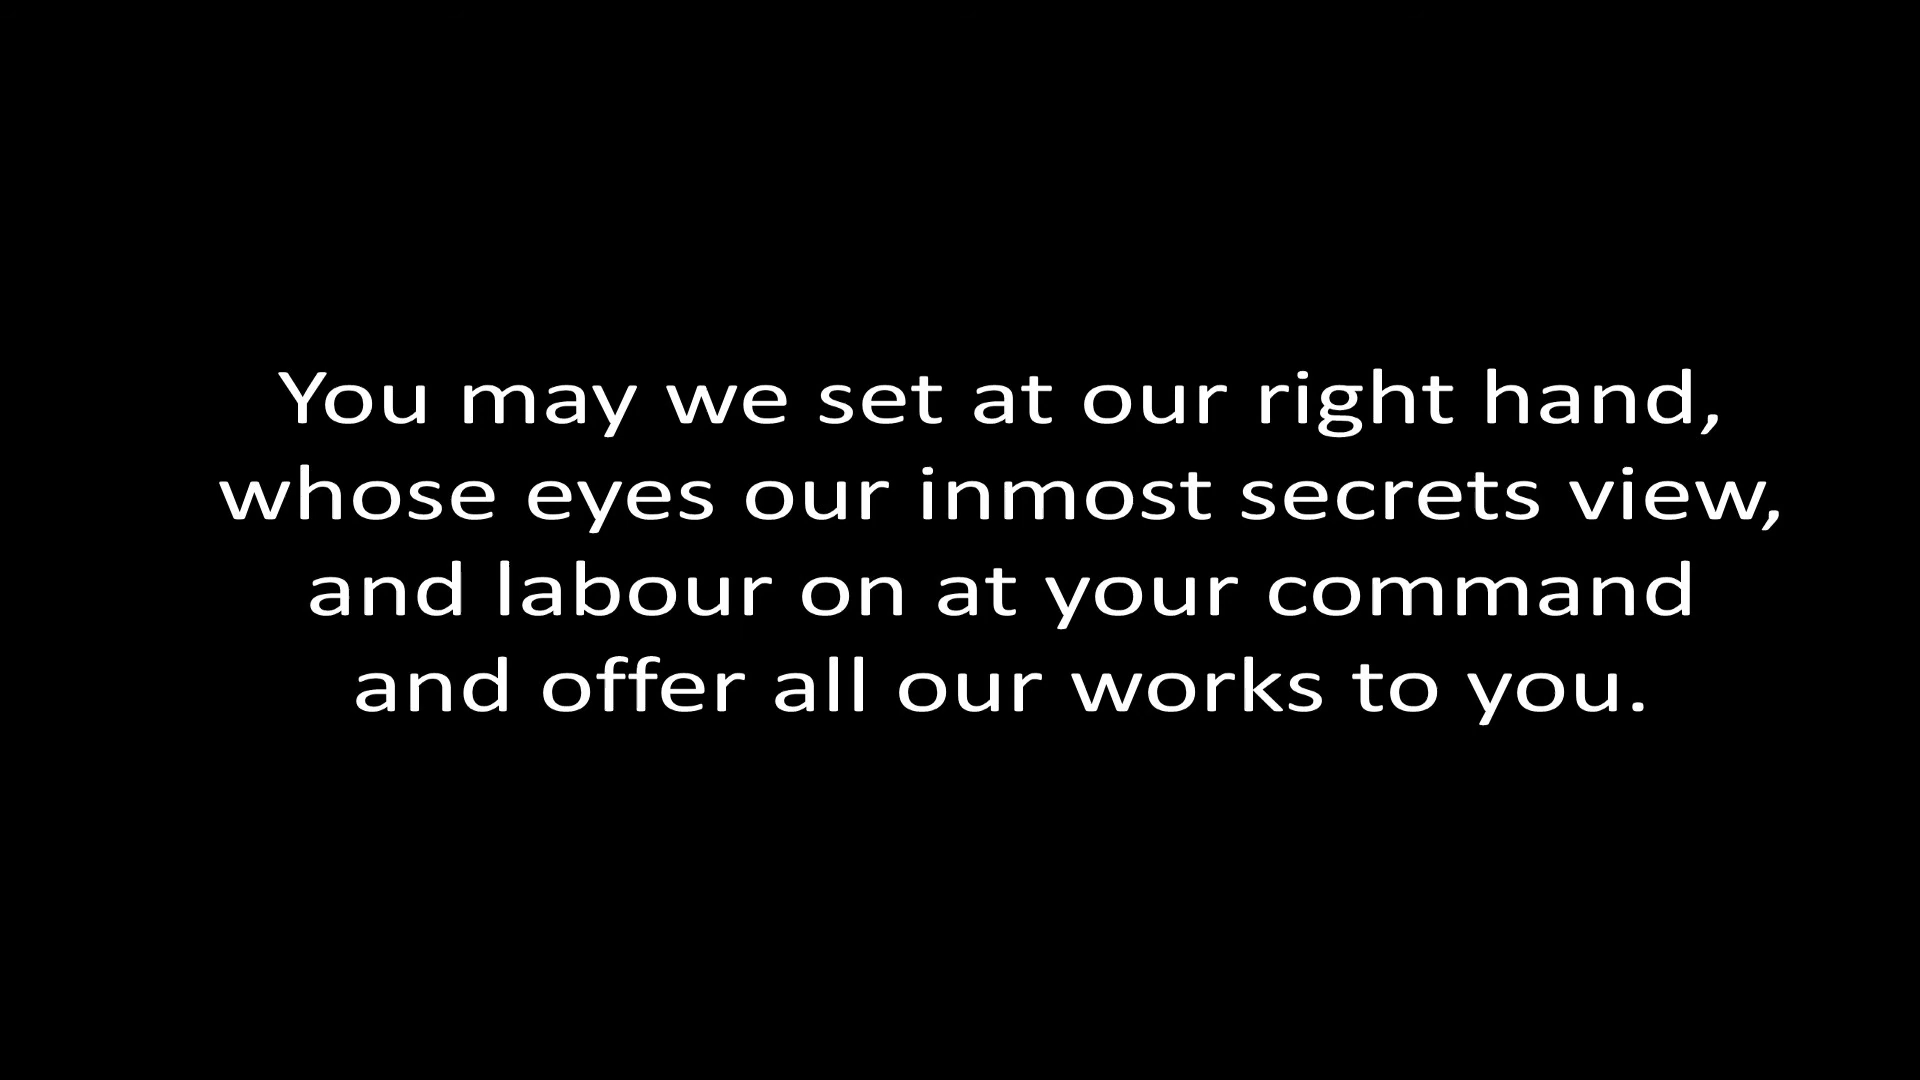 You may we set at our right hand,
whose eyes our inmost secrets view,
and labour on at your command
and offer all our works to you.